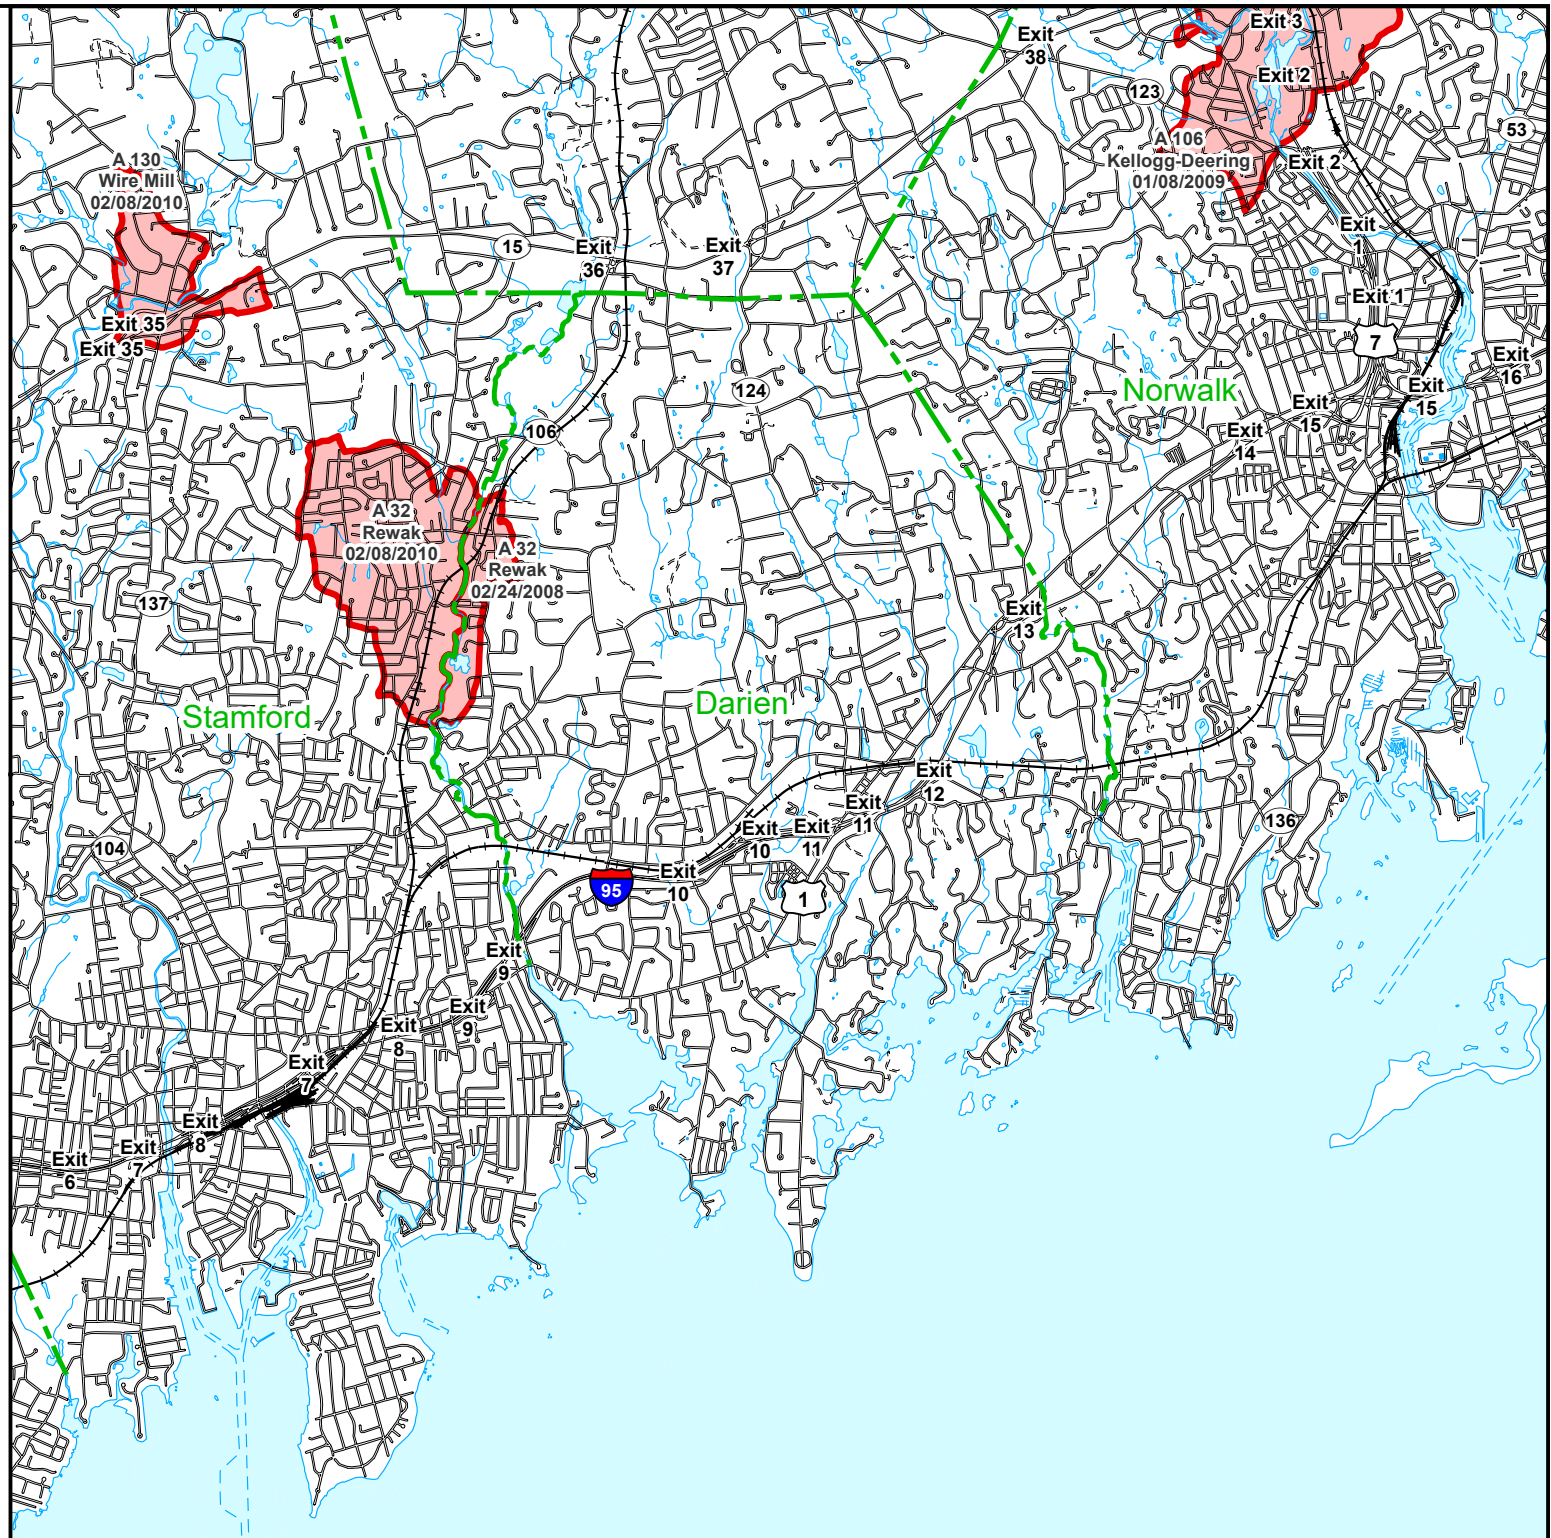 Exit 3
Exit
38
Exit 2
123
53
A 130
Wire Mill
02/08/2010
A 106
Kellogg-Deering
01/08/2009
Exit 2
Exit
1
15
Exit
36
Exit
37
Exit 1
Exit 35
Exit 35
7
Exit
16
124
Norwalk
Exit
15
Exit
15
106
Exit
14
A 32
Rewak
02/08/2010
A 32
Rewak
02/24/2008
137
Exit
13
Stamford
Darien
Exit
12
Exit
11
136
Exit
10
Exit
11
104
Exit
10
95
1
Exit
9
Exit
9
Exit
8
Exit
7
Exit
8
Exit
7
Exit
6